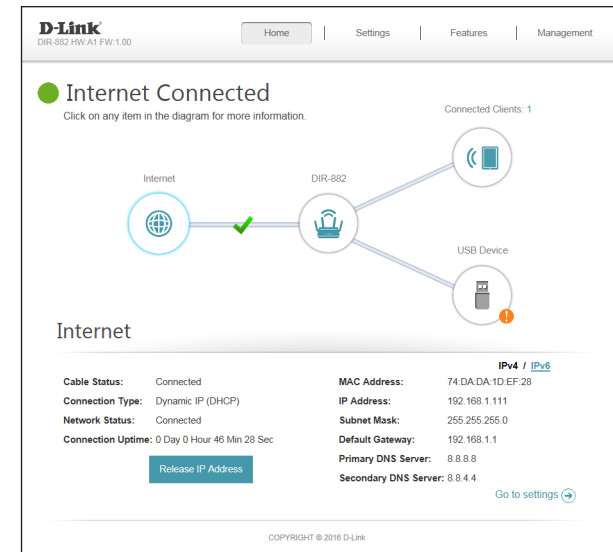 D-Link
DIR-882 HW:A1 FW:1.00
Home | Settings | Features | Management
Internet Connected
Click on any item in the diagram for more information.
Connected Clients: 1
Internet
DIR-882
USB Device
!
Internet
IPv4 / IPv6
Cable Status: Connected
Connection Type: Dynamic IP (DHCP)
Network Status: Connected
Connection Uptime: 0 Day 0 Hour 46 Min 28 Sec
Release IP Address
MAC Address: 74:DA:DA:1D:EF:28
IP Address: 192.168.1.111
Subnet Mask: 255.255.255.0
Default Gateway: 192.168.1.1
Primary DNS Server: 8.8.8.8
Secondary DNS Server: 8.8.4.4
Go to settings
COPYRIGHT © 2016 D-Link